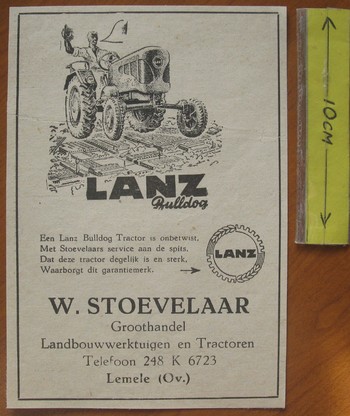 LANZ
Bulldog
Een Lanz Bulldog Tractor is onbetwist,
Met Stoevelaars service aan de spits,
Dat deze tractor degelijk is en sterk,
Waarborgt dit garantiemerk. →
LANZ
W. STOEVELAAR
Groothandel
Landbouwwerktuigen en Tractoren
Telefoon 248 K 6723
Lemele (Ov.)
10CM